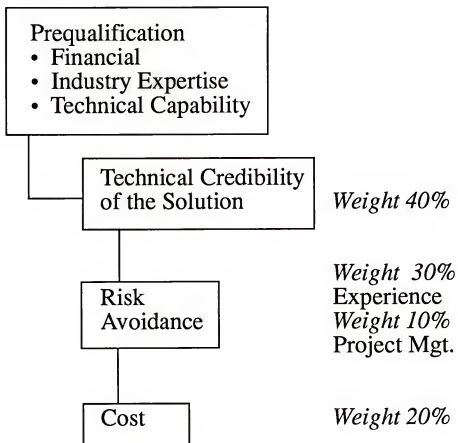 Prequalification
• Financial
• Industry Expertise
• Technical Capability
Technical Credibility
of the Solution
Weight 40%
Risk
Avoidance
Weight 30%
Experience
Weight 10%
Project Mgt.
Cost
Weight 20%